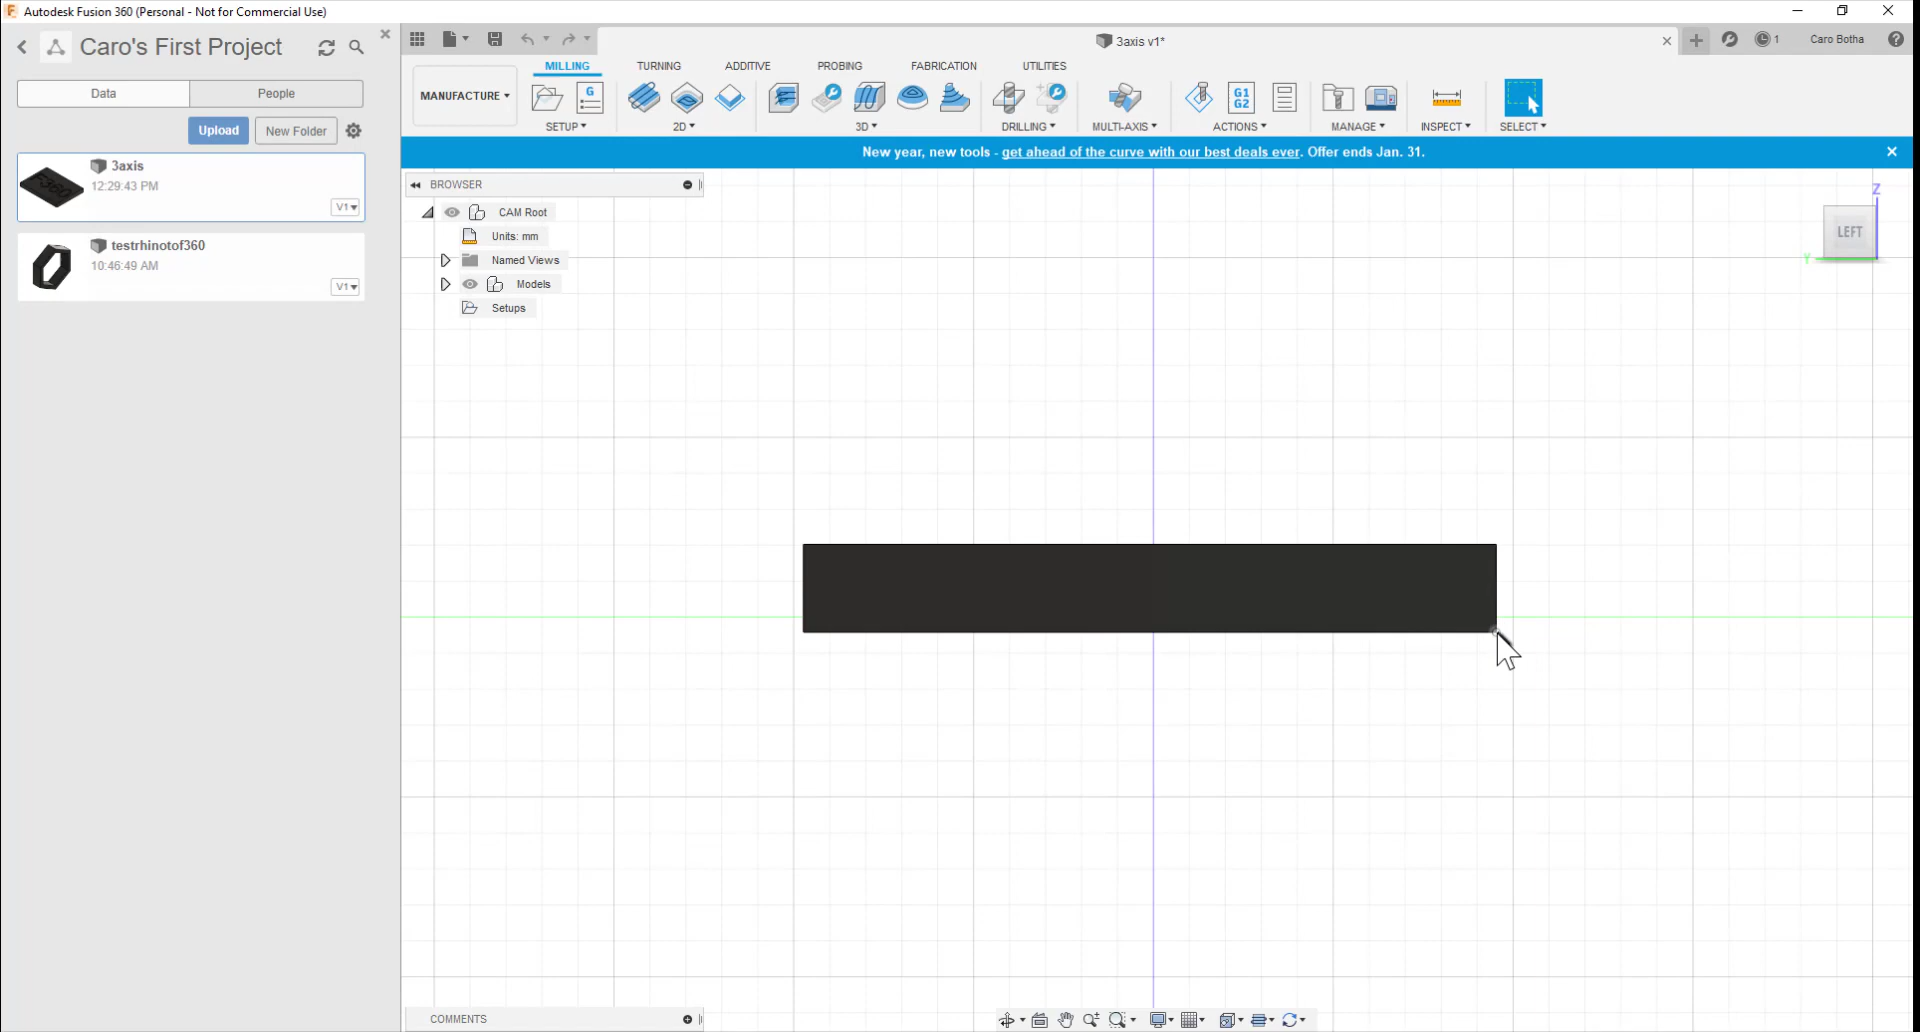 Autodesk Fusion 360 (Personal - Not for Commercial Use)
Caro's First Project
Data
People
Upload
New Folder
3axis
12:29:43 PM
V1
testrhinotof360
10:46:49 AM
V1
3axis v1*
1
Caro Botha
MANUFACTURE
MILLING
TURNING
ADDITIVE
PROBING
FABRICATION
UTILITIES
G
G1
G2
SETUP
2D
3D
DRILLING
MULTI-AXIS
ACTIONS
MANAGE
INSPECT
SELECT
New year, new tools - get ahead of the curve with our best deals ever. Offer ends Jan. 31.
BROWSER
CAM Root
Units: mm
Named Views
Models
Setups
Z
LEFT
Y
COMMENTS